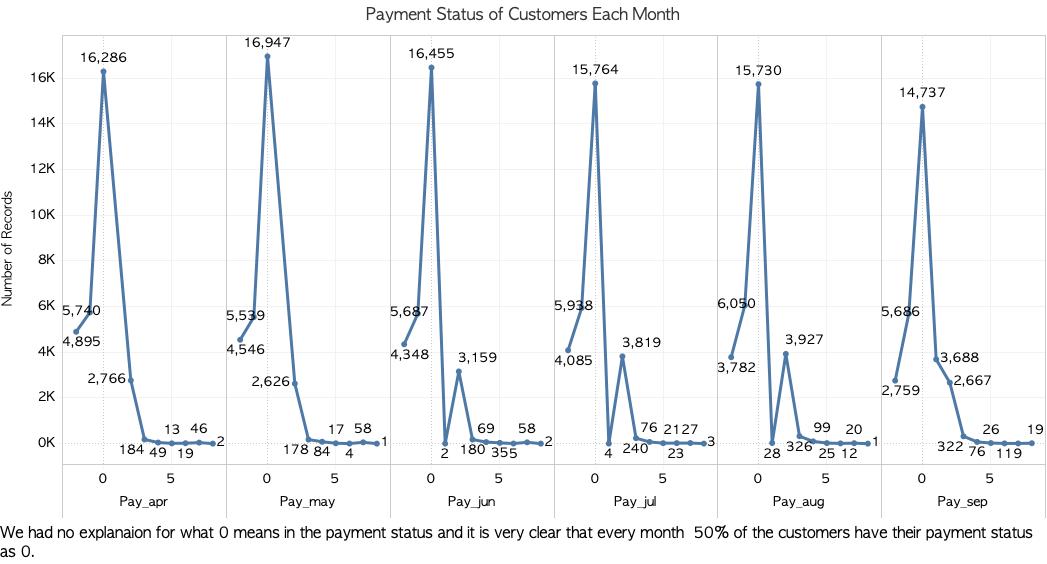 Payment Status of Customers Each Month
16,286 16,947 16,455 15,764 15,730 14,737
16K
14K
12K
10K
8K
6K
4K
2K
0K
Number of Records
5,740 4,895 2,766 184 49 13 19 46 2
5,539 4,546 2,626 178 84 17 4 58 1
5,687 4,348 2 3,159 180 69 355 58 2
5,938 4,085 4 3,819 240 76 2127 23 3
6,050 3,782 28 3,927 326 99 25 12 20 1
5,686 2,759 3,688 2,667 322 76 26 119 19
0 5 0 5 0 5 0 5 0 5 0 5
Pay_apr Pay_may Pay_jun Pay_jul Pay_aug Pay_sep
We had no explanaion for what 0 means in the payment status and it is very clear that every month 50% of the customers have their payment status
as 0.